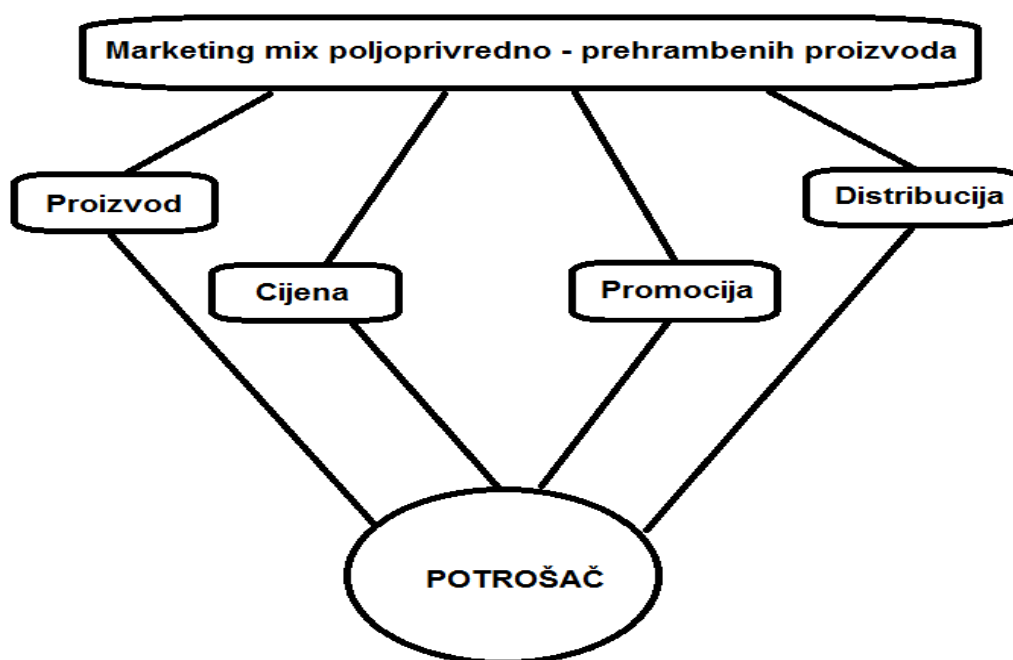 Marketing mix poljoprivredno - prehrambenih proizvoda
Proizvod
Distribucija
Cijena
Promocija
POTROŠAČ